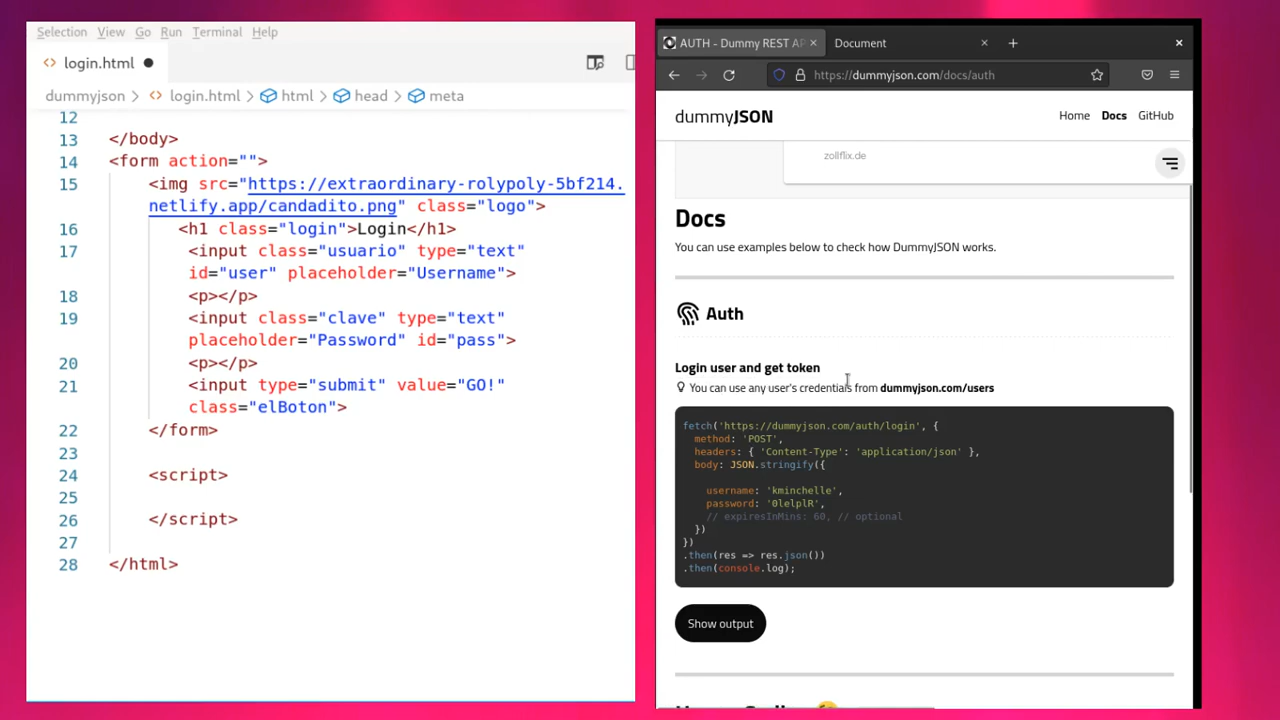 Selection View Go Run Terminal Help
login.html
dummyjson > login.html > html > head > meta
12
13 </body>
14 <form action="">
15 <img src="https://extraordinary-rolypoly-5bf214.
netlify.app/candadito.png" class="logo">
16 <h1 class="login">Login</h1>
17 <input class="usuario" type="text"
id="user" placeholder="Username">
18 <p></p>
19 <input class="clave" type="text"
placeholder="Password" id="pass">
20 <p></p>
21 <input type="submit" value="GO!"
class="elBoton">
22 </form>
23
24 <script>
25
26 </script>
27
28 </html>
AUTH - Dummy REST AP
Document
https://dummyjson.com/docs/auth
dummyJSON
Home Docs GitHub
zollflix.de
Docs
You can use examples below to check how DummyJSON works.
Auth
Login user and get token
You can use any user's credentials from dummyjson.com/users
fetch('https://dummyjson.com/auth/login', {
method: 'POST',
headers: { 'Content-Type': 'application/json' },
body: JSON.stringify({
username: 'kminchelle',
password: '0lelplR',
// expiresInMins: 60, // optional
})
})
.then(res => res.json())
.then(console.log);
Show output